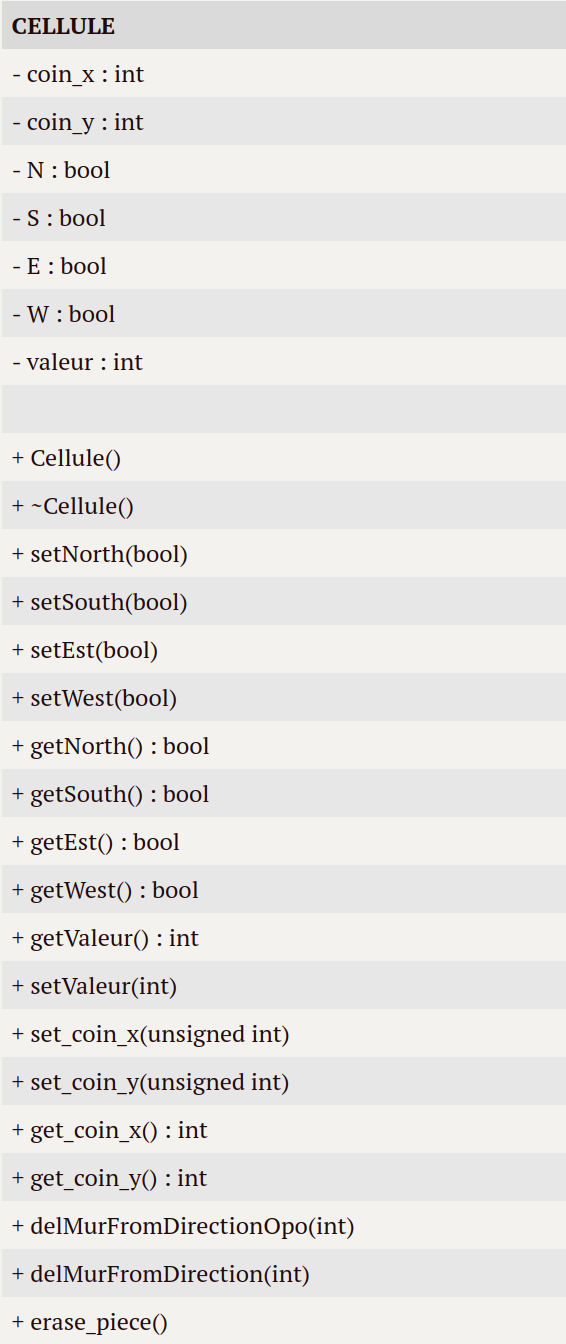 CELLULE
- coin_x : int
- coin_y : int
- N : bool
- S : bool
- E : bool
- W : bool
- valeur : int
+ Cellule()
+ ~Cellule()
+ setNorth(bool)
+ setSouth(bool)
+ setEst(bool)
+ setWest(bool)
+ getNorth() : bool
+ getSouth() : bool
+ getEst() : bool
+ getWest() : bool
+ getValeur() : int
+ setValeur(int)
+ set_coin_x(unsigned int)
+ set_coin_y(unsigned int)
+ get_coin_x() : int
+ get_coin_y() : int
+ delMurFromDirectionOpo(int)
+ delMurFromDirection(int)
+ erase_piece()